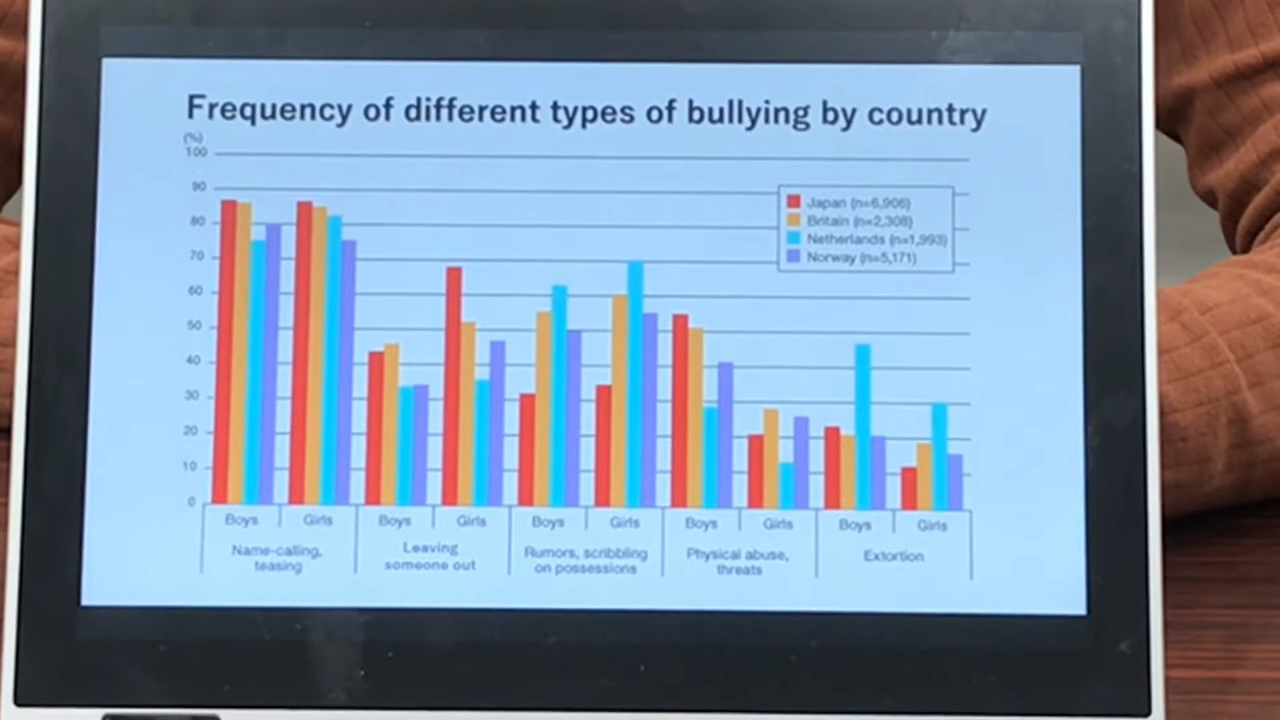 Frequency of different types of bullying by country
(%)
100
90
80
70
60
50
40
30
20
10
0
Japan (n=6,906)
Britain (n=2,308)
Netherlands (n=1,993)
Norway (n=5,171)
Boys Girls Boys Girls Boys Girls Boys Girls Boys Girls
Name-calling,
teasing
Leaving
someone out
Rumors, scribbling
on possessions
Physical abuse,
threats
Extortion